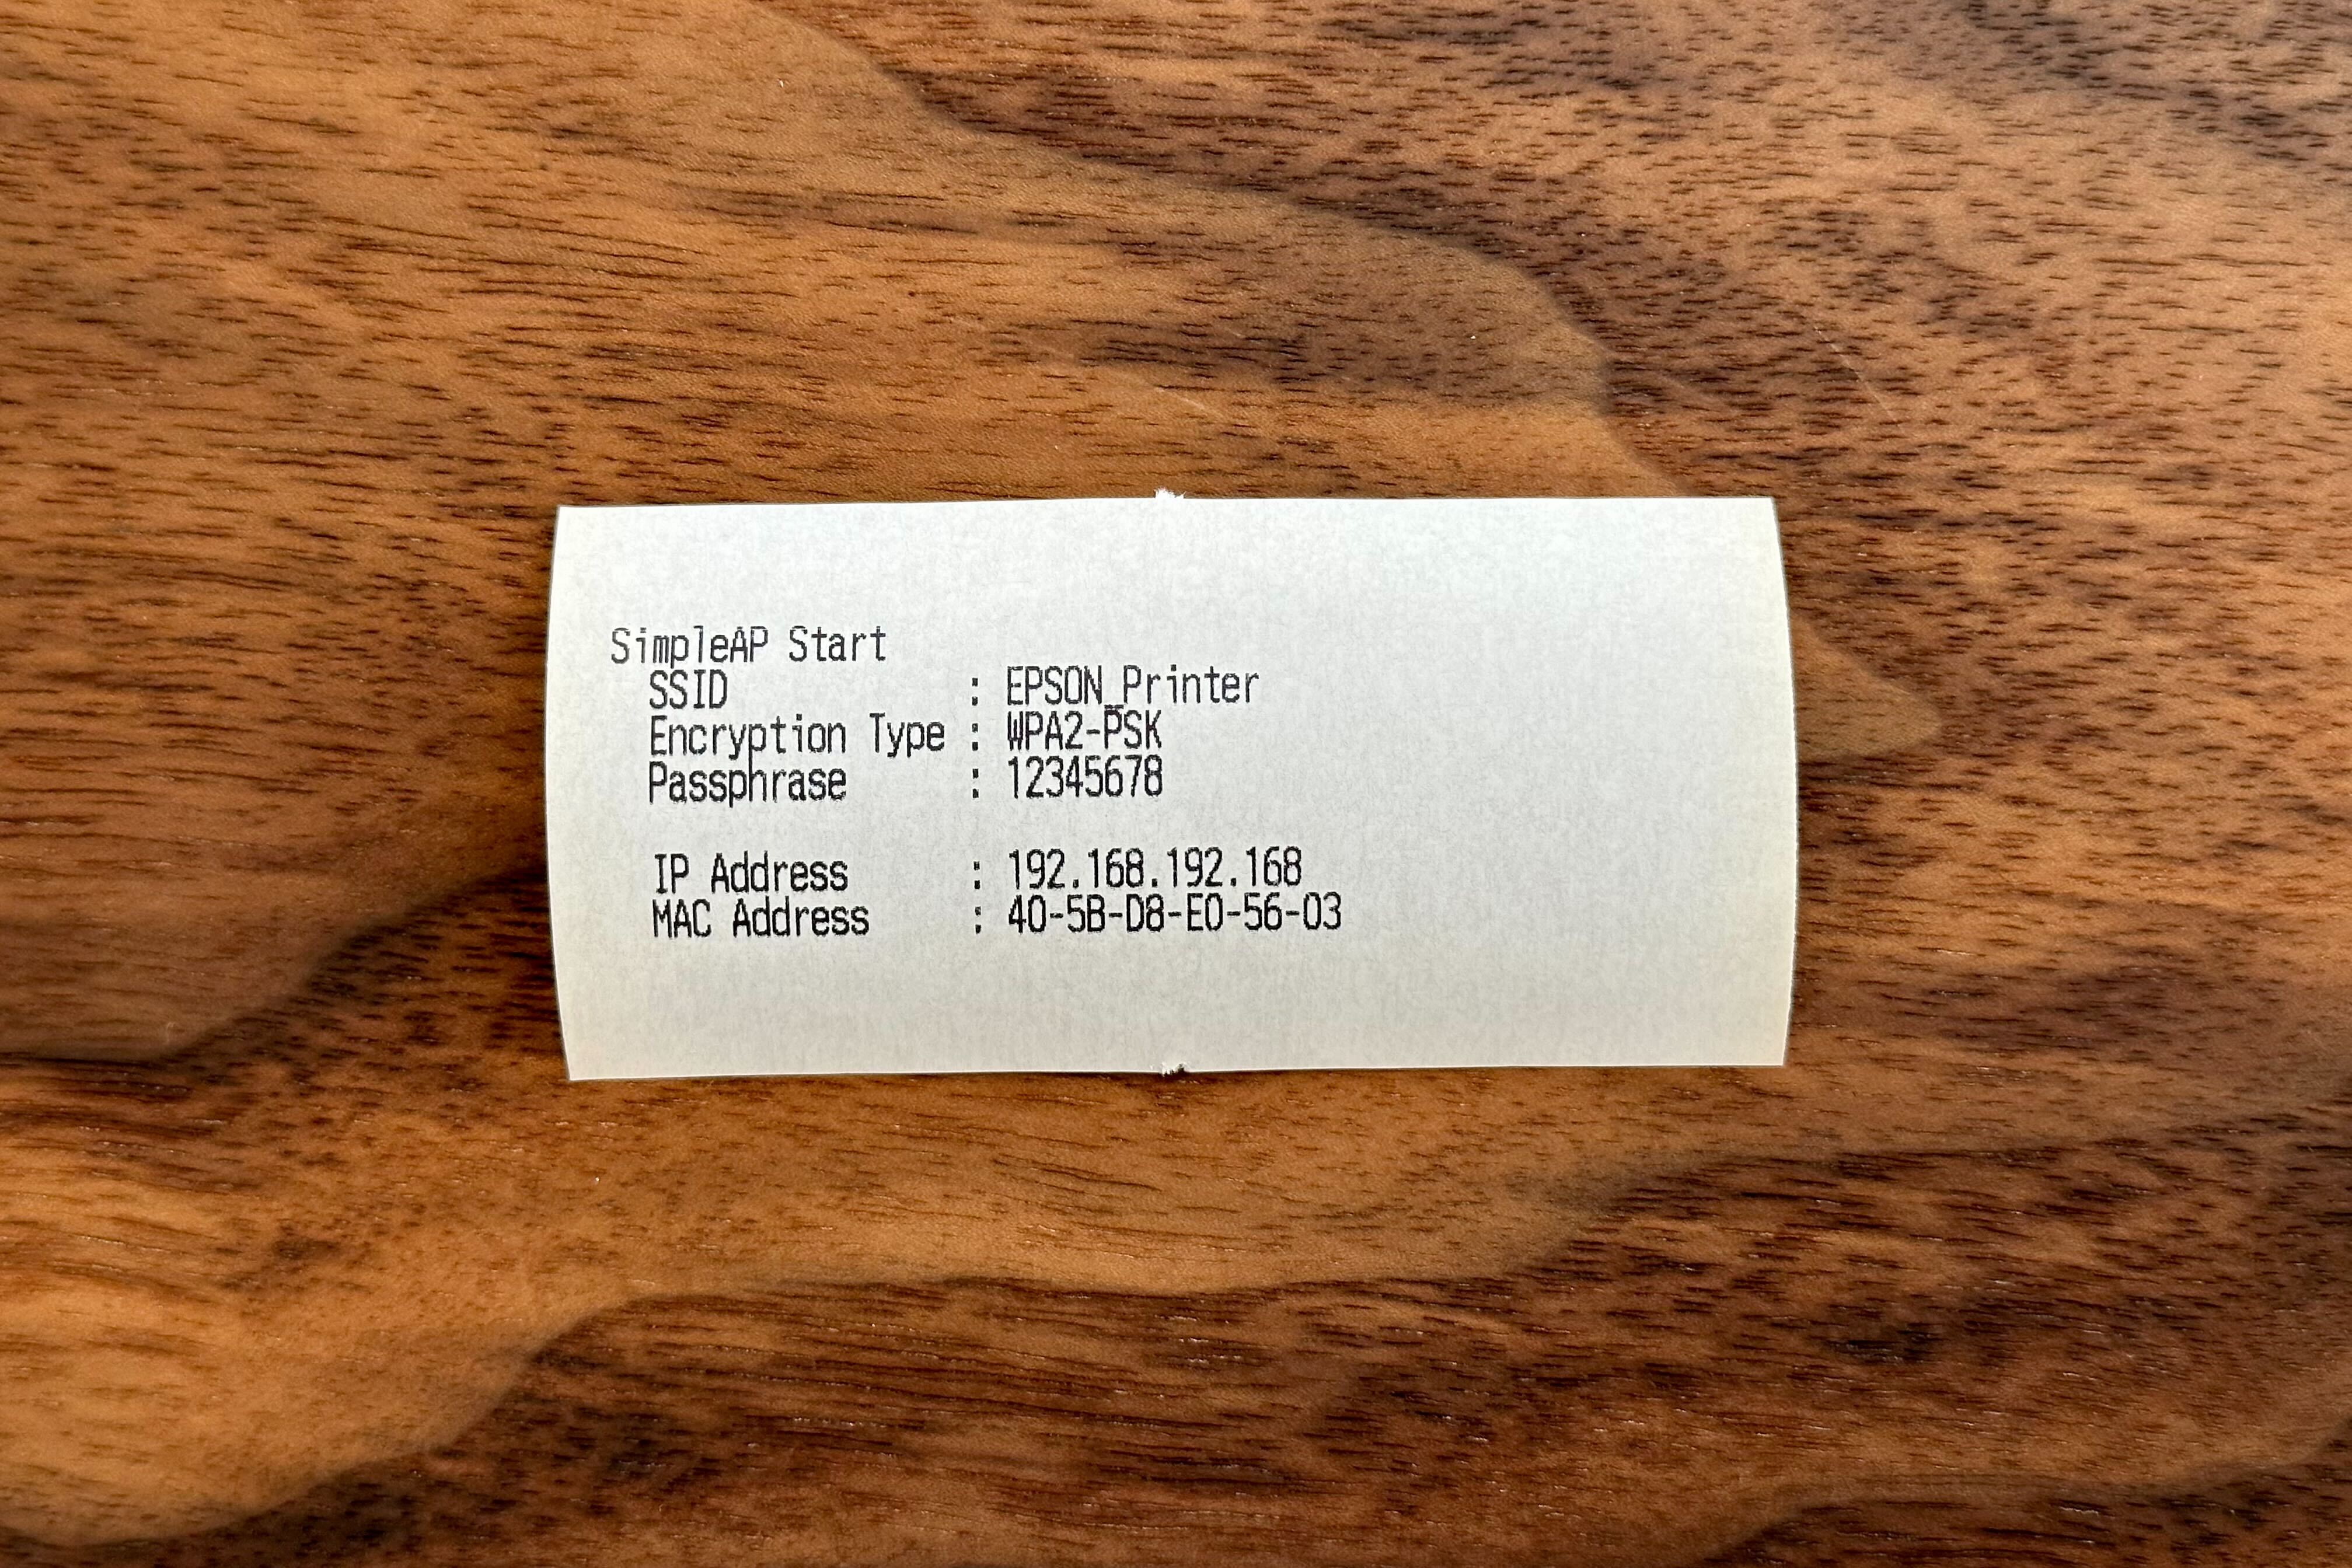 SimpleAP Start
SSID : EPSON_Printer
Encryption Type : WPA2-PSK
Passphrase : 12345678
IP Address : 192.168.192.168
MAC Address : 40-5B-D8-E0-56-03